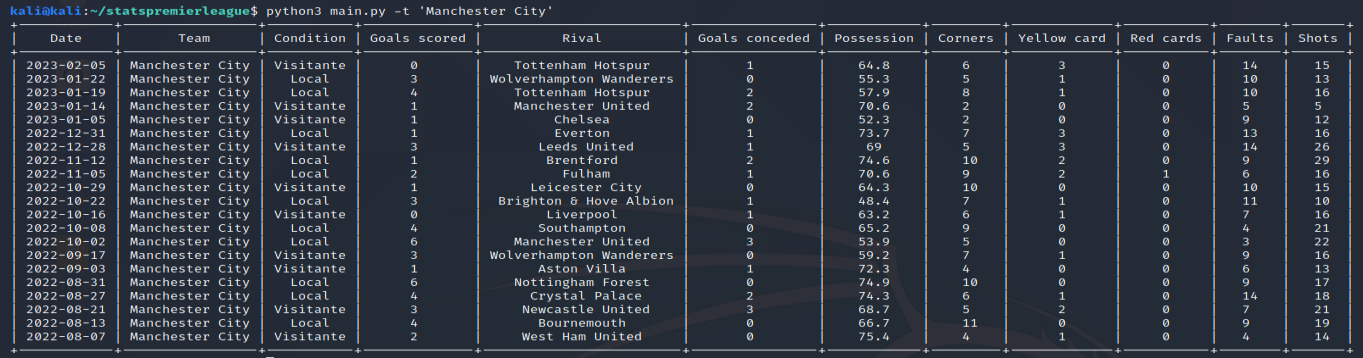 kali@kali:~/statspremierleague$ python3 main.py -t 'Manchester City'
| Date | Team | Condition | Goals scored | Rival | Goals conceded | Possession | Corners | Yellow card | Red cards | Faults | Shots |
| 2023-02-05 | Manchester City | Visitante | 0 | Tottenham Hotspur | 1 | 64.8 | 6 | 3 | 0 | 14 | 15 |
| 2023-01-22 | Manchester City | Local | 3 | Wolverhampton Wanderers | 0 | 55.3 | 5 | 1 | 0 | 10 | 13 |
| 2023-01-19 | Manchester City | Local | 4 | Tottenham Hotspur | 2 | 57.9 | 8 | 1 | 0 | 10 | 16 |
| 2023-01-14 | Manchester City | Visitante | 1 | Manchester United | 2 | 70.6 | 2 | 0 | 0 | 5 | 5 |
| 2023-01-05 | Manchester City | Visitante | 1 | Chelsea | 0 | 52.3 | 2 | 0 | 0 | 9 | 12 |
| 2022-12-31 | Manchester City | Local | 1 | Everton | 1 | 73.7 | 7 | 3 | 0 | 13 | 16 |
| 2022-12-28 | Manchester City | Visitante | 3 | Leeds United | 1 | 69 | 5 | 3 | 0 | 14 | 26 |
| 2022-11-12 | Manchester City | Local | 1 | Brentford | 2 | 74.6 | 10 | 2 | 0 | 9 | 29 |
| 2022-11-05 | Manchester City | Local | 2 | Fulham | 1 | 70.6 | 9 | 2 | 1 | 6 | 16 |
| 2022-10-29 | Manchester City | Visitante | 1 | Leicester City | 0 | 64.3 | 10 | 0 | 0 | 10 | 15 |
| 2022-10-22 | Manchester City | Local | 3 | Brighton & Hove Albion | 1 | 48.4 | 7 | 1 | 0 | 11 | 10 |
| 2022-10-16 | Manchester City | Visitante | 0 | Liverpool | 1 | 63.2 | 6 | 1 | 0 | 7 | 16 |
| 2022-10-08 | Manchester City | Local | 4 | Southampton | 0 | 65.2 | 9 | 0 | 0 | 4 | 21 |
| 2022-10-02 | Manchester City | Local | 6 | Manchester United | 3 | 53.9 | 5 | 0 | 0 | 3 | 22 |
| 2022-09-17 | Manchester City | Visitante | 3 | Wolverhampton Wanderers | 0 | 59.2 | 7 | 1 | 0 | 9 | 16 |
| 2022-09-03 | Manchester City | Visitante | 1 | Aston Villa | 1 | 72.3 | 4 | 0 | 0 | 6 | 13 |
| 2022-08-31 | Manchester City | Local | 6 | Nottingham Forest | 0 | 74.9 | 10 | 0 | 0 | 9 | 17 |
| 2022-08-27 | Manchester City | Local | 4 | Crystal Palace | 2 | 74.3 | 6 | 1 | 0 | 14 | 18 |
| 2022-08-21 | Manchester City | Visitante | 3 | Newcastle United | 3 | 68.7 | 5 | 2 | 0 | 7 | 21 |
| 2022-08-13 | Manchester City | Local | 4 | Bournemouth | 0 | 66.7 | 11 | 0 | 0 | 9 | 19 |
| 2022-08-07 | Manchester City | Visitante | 2 | West Ham United | 0 | 75.4 | 4 | 1 | 0 | 4 | 14 |